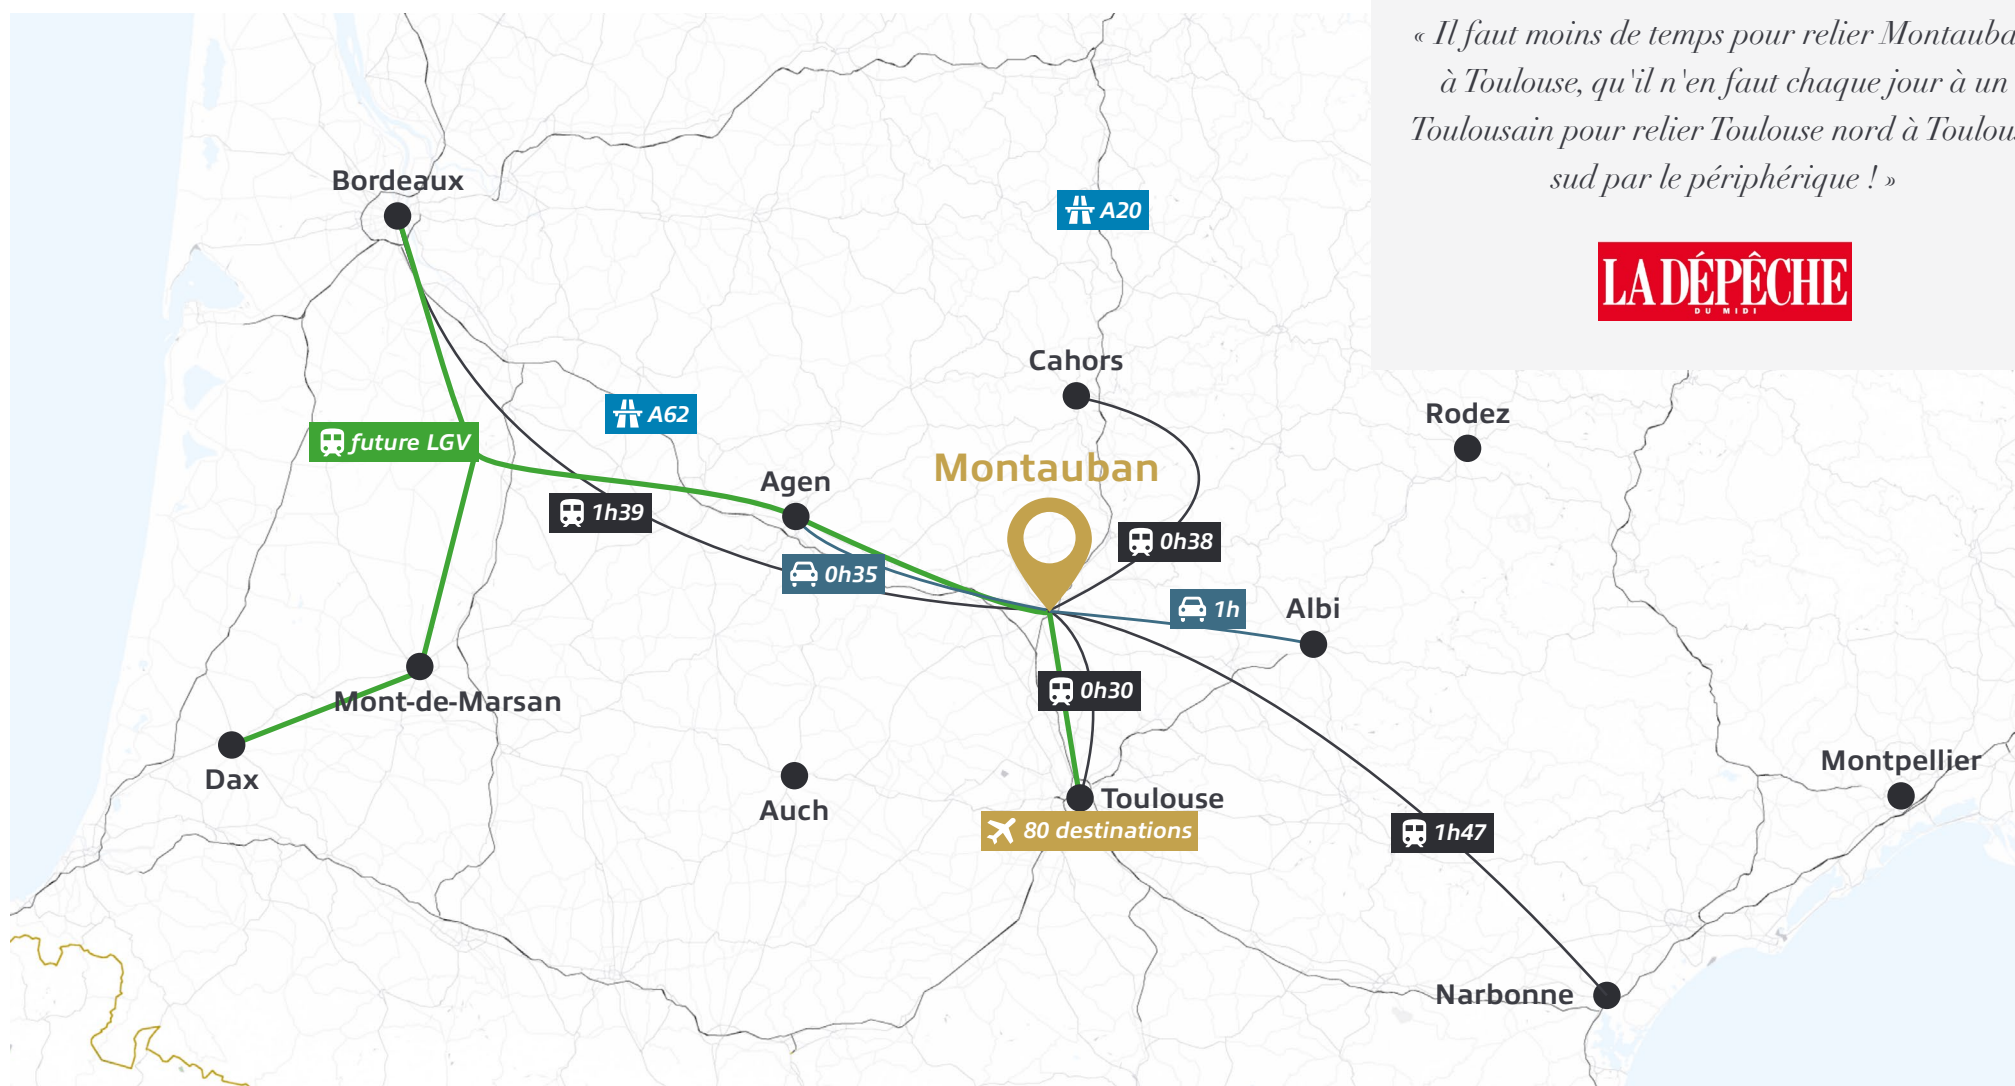 « Il faut moins de temps pour relier Montauba
à Toulouse, qu'il n'en faut chaque jour à un
Toulousain pour relier Toulouse nord à Toulou
sud par le périphérique ! »
LA DÉPÊCHE
DU MIDI
Bordeaux
A20
Cahors
A62
Rodez
future LGV
Montauban
Agen
1h39
0h38
0h35
1h
Albi
0h30
Mont-de-Marsan
Dax
Auch
Toulouse
80 destinations
Montpellier
1h47
Narbonne